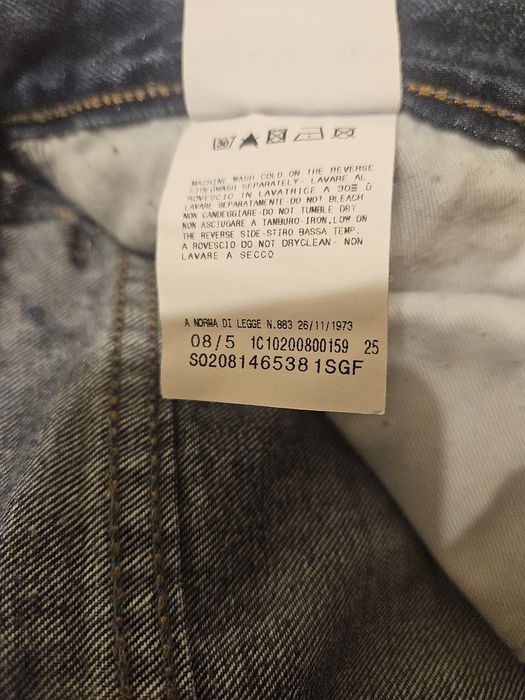 30
MACHINE WASH COLD ON THE REVERSE
SIDEWASH SEPARATELY- LAVARE AL
ROVESCIO IN LAVATRICE A 30
LAVARE SEPARATAMENTE-DO NOT BLEACH
NON CANDEGGIARE-DO NOT TUMBLE DRY
NON ASCIUGARE A TAMBURO-IRON,LOW ON
THE REVERSE SIDE-STIRO BASSA TEMP.
A ROVESCIO DO NOT DRYCLEAN- NON
LAVARE A SECCO
A NORMA DI LEGGE N.883 26/11/1973
08/5 1C10200800159 25
S02081465381SGF